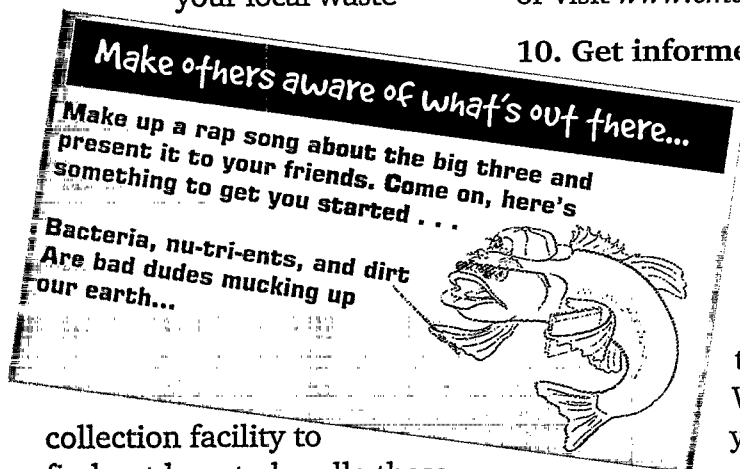 your local waste
10. Get informe
Make others aware of what's out there...
Make up a rap song about the big three and
present it to your friends. Come on, here's
something to get you started . . .
Bacteria, nu-tri-ents, and dirt
Are bad dudes mucking up
our earth...
collection facility to